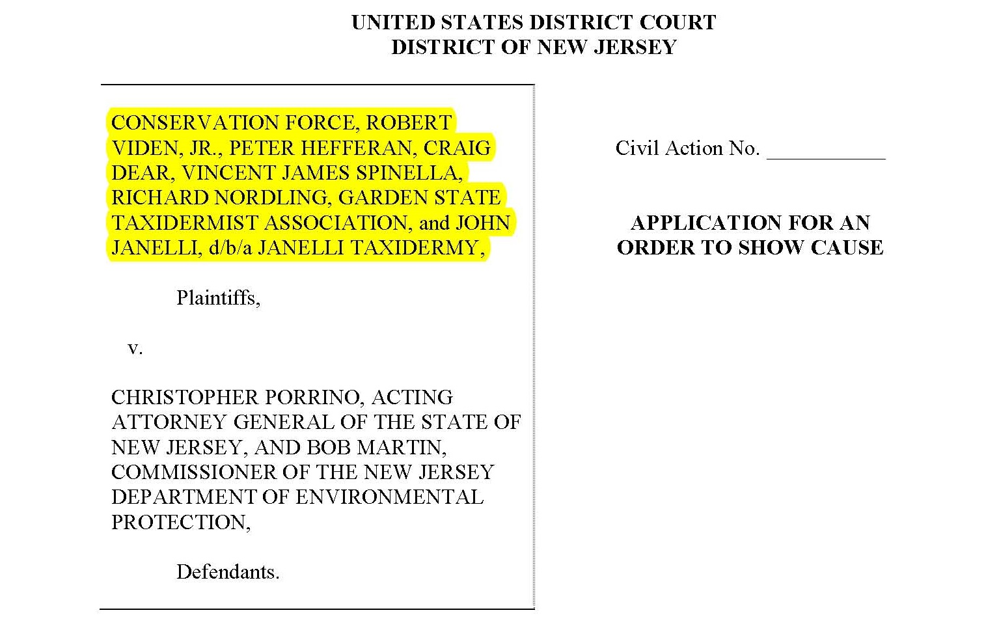 UNITED STATES DISTRICT COURT
DISTRICT OF NEW JERSEY
CONSERVATION FORCE, ROBERT
VIDEN, JR., PETER HEFFERAN, CRAIG
DEAR, VINCENT JAMES SPINELLA,
RICHARD NORDLING, GARDEN STATE
TAXIDERMIST ASSOCIATION, and JOHN
JANELLI, d/b/a JANELLI TAXIDERMY,
Plaintiffs,
v.
CHRISTOPHER PORRINO, ACTING
ATTORNEY GENERAL OF THE STATE OF
NEW JERSEY, AND BOB MARTIN,
COMMISSIONER OF THE NEW JERSEY
DEPARTMENT OF ENVIRONMENTAL
PROTECTION,
Defendants.
Civil Action No. ___________
APPLICATION FOR AN
ORDER TO SHOW CAUSE